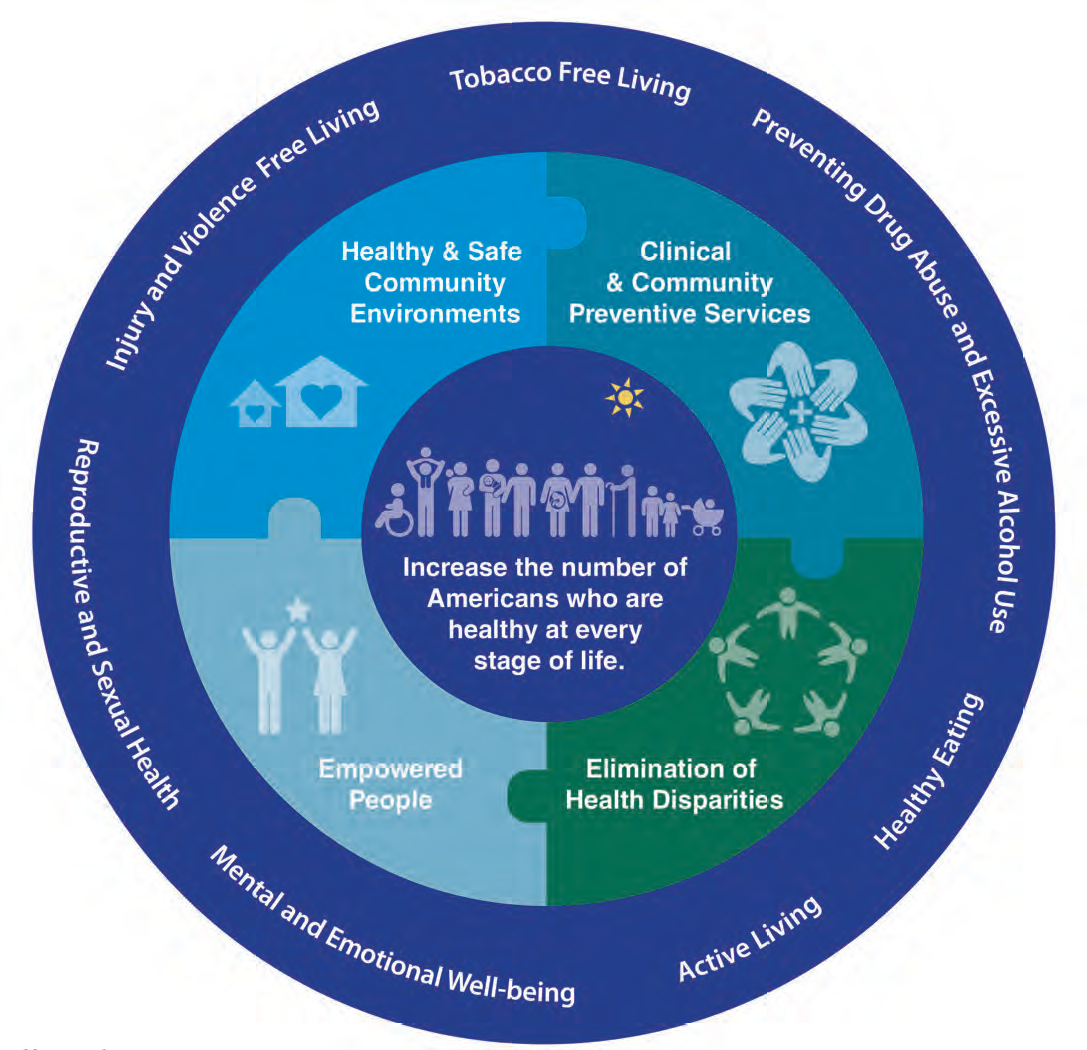 Tobacco Free Living
Preventing Drug Abuse and Excessive Alcohol Use
Healthy Eating
Active Living
Mental and Emotional Well-being
Reproductive and Sexual Health
Injury and Violence Free Living
Healthy & Safe
Community
Environments
Clinical
& Community
Preventive Services
Elimination of
Health Disparities
Empowered
People
Increase the number of
Americans who are
healthy at every
stage of life.